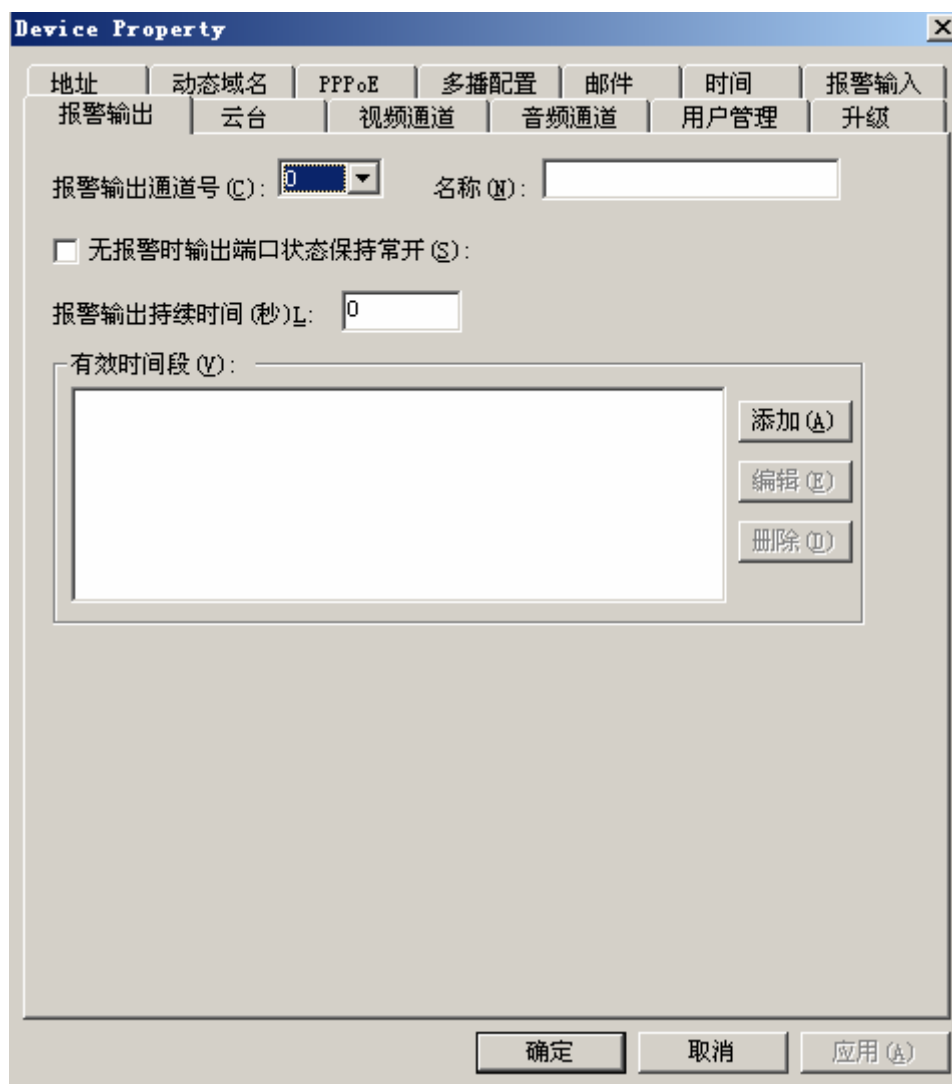 Device Property
地址 动态域名 PPPoE 多播配置 邮件 时间 报警输入
报警输出 云台 视频通道 音频通道 用户管理 升级
报警输出通道号(C): 0 名称(N):
无报警时输出端口状态保持常开(S):
报警输出持续时间(秒)L: 0
有效时间段(V):
添加(A)
编辑(E)
删除(D)
确定 取消 应用(A)